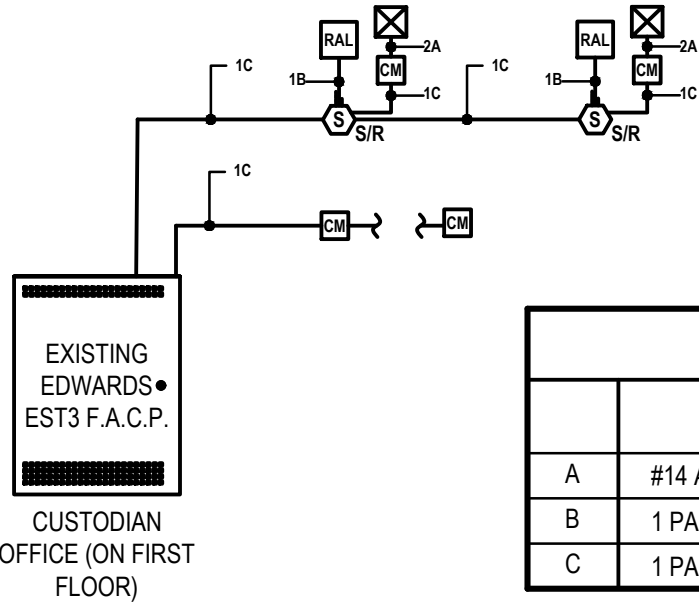 RAL
2A
RAL
2A
1C
CM
1C
CM
1B
1C
1B
1C
S
S/R
S
S/R
1C
CM
CM
EXISTING
EDWARDS
EST3 F.A.C.P.
CUSTODIAN
OFFICE (ON FIRST
FLOOR)
A #14 A
B 1 PA
C 1 PA